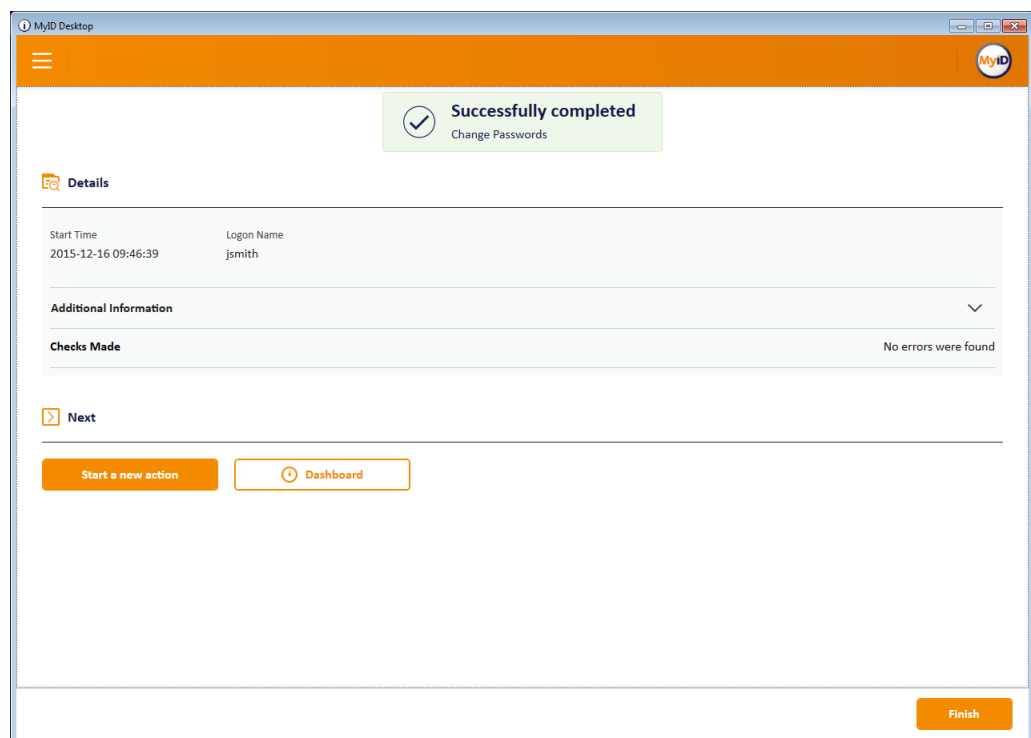 MyID Desktop
MyID
Successfully completed
Change Passwords
Details
Start Time Logon Name
2015-12-16 09:46:39 jsmith
Additional Information
Checks Made No errors were found
Next
Start a new action Dashboard
Finish